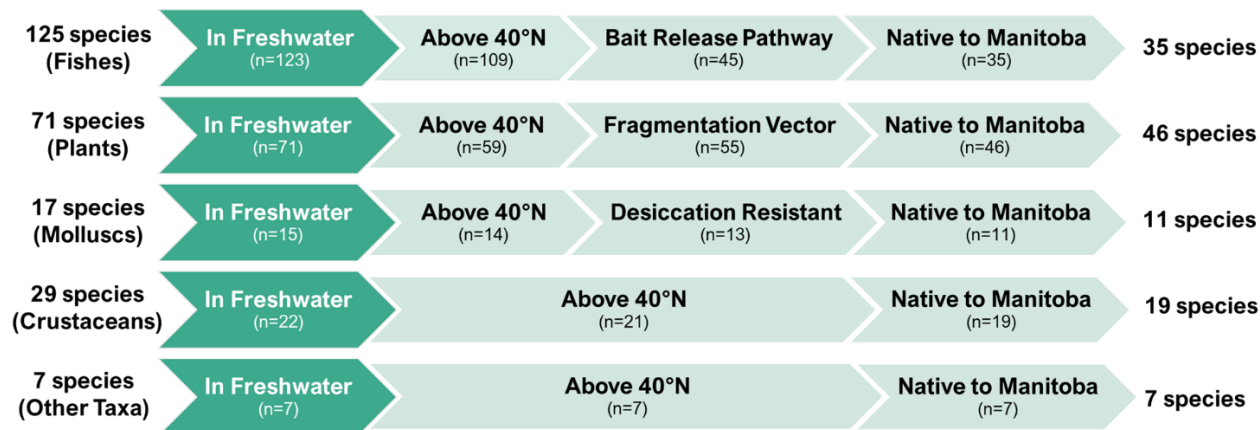 125 species
(Fishes)
In Freshwater
(n=123)
Above 40°N
(n=109)
Bait Release Pathway
(n=45)
Native to Manitoba
(n=35)
35 species
71 species
(Plants)
In Freshwater
(n=71)
Above 40°N
(n=59)
Fragmentation Vector
(n=55)
Native to Manitoba
(n=46)
46 species
17 species
(Molluscs)
In Freshwater
(n=15)
Above 40°N
(n=14)
Desiccation Resistant
(n=13)
Native to Manitoba
(n=11)
11 species
29 species
(Crustaceans)
In Freshwater
(n=22)
Above 40°N
(n=21)
Native to Manitoba
(n=19)
19 species
7 species
(Other Taxa)
In Freshwater
(n=7)
Above 40°N
(n=7)
Native to Manitoba
(n=7)
7 species